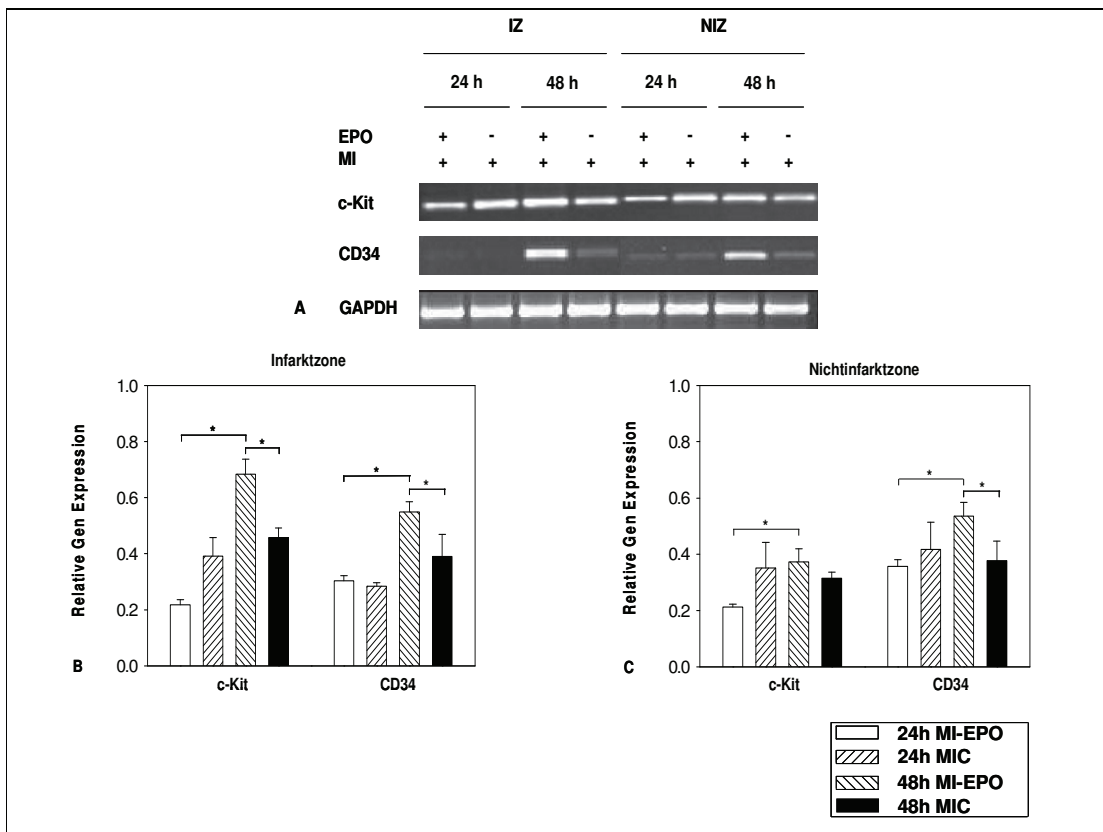 IZ NIZ
24 h 48 h 24 h 48 h
EPO + - + - + - + -
MI + + + + + + + +
c-Kit
CD34
A GAPDH
Infarktzone
1.0
0.8
0.6
0.4
0.2
0.0
Relative Gen Expression
* * * *
B
c-Kit CD34
Nichtinfarktzone
1.0
0.8
0.6
0.4
0.2
0.0
Relative Gen Expression
* * *
C
c-Kit CD34
24h MI-EPO
24h MIC
48h MI-EPO
48h MIC